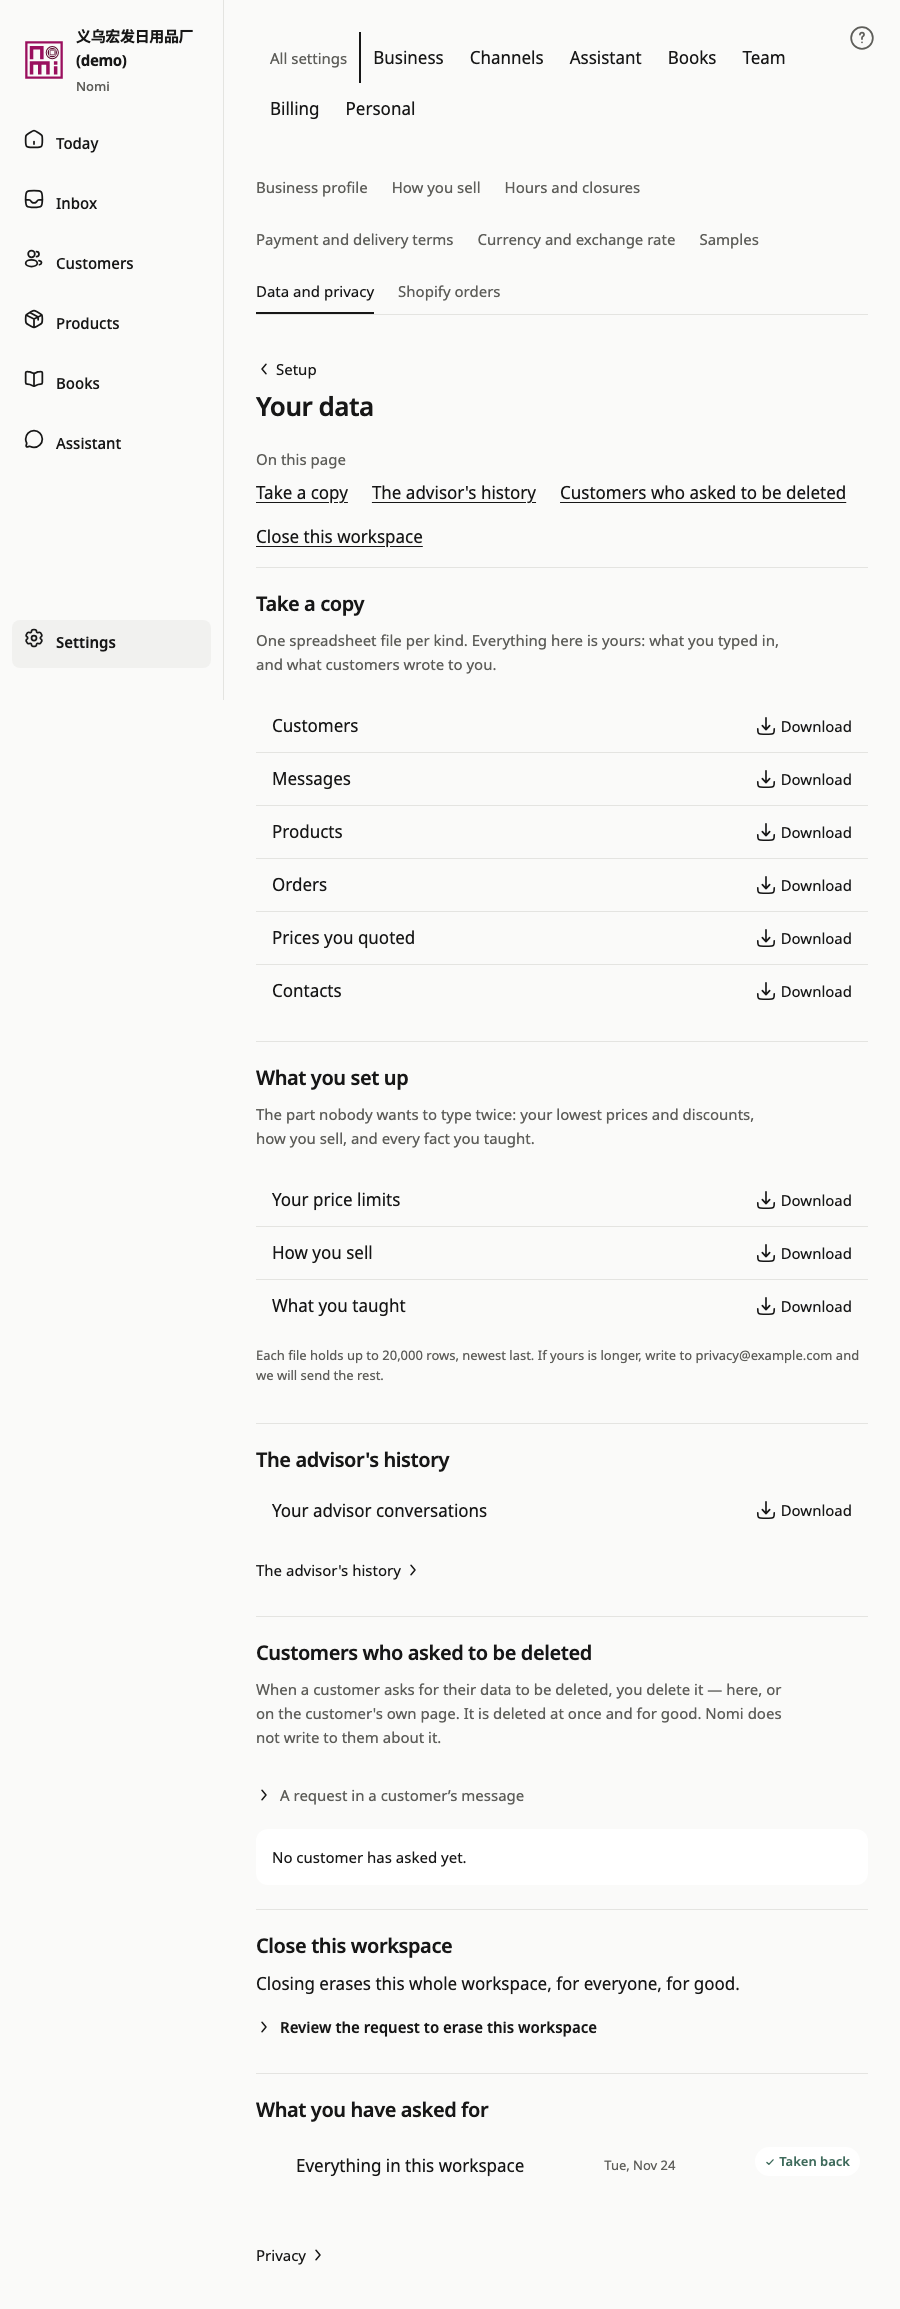 义乌宏发日用品厂
(demo)
Nomi
Today
Inbox
Customers
Products
Books
Assistant
Settings
All settings
Business
Channels
Assistant
Books
Team
Billing
Personal
Business profile
How you sell
Hours and closures
Payment and delivery terms
Currency and exchange rate
Samples
Data and privacy
Shopify orders
Setup
Your data
On this page
Take a copy
The advisor's history
Customers who asked to be deleted
Close this workspace
Take a copy
One spreadsheet file per kind. Everything here is yours: what you typed in,
and what customers wrote to you.
Customers
Download
Messages
Download
Products
Download
Orders
Download
Prices you quoted
Download
Contacts
Download
What you set up
The part nobody wants to type twice: your lowest prices and discounts,
how you sell, and every fact you taught.
Your price limits
Download
How you sell
Download
What you taught
Download
Each file holds up to 20,000 rows, newest last. If yours is longer, write to privacy@example.com and
we will send the rest.
The advisor's history
Your advisor conversations
Download
The advisor's history
Customers who asked to be deleted
When a customer asks for their data to be deleted, you delete it — here, or
on the customer's own page. It is deleted at once and for good. Nomi does
not write to them about it.
A request in a customer’s message
No customer has asked yet.
Close this workspace
Closing erases this whole workspace, for everyone, for good.
Review the request to erase this workspace
What you have asked for
Everything in this workspace
Tue, Nov 24
Taken back
Privacy